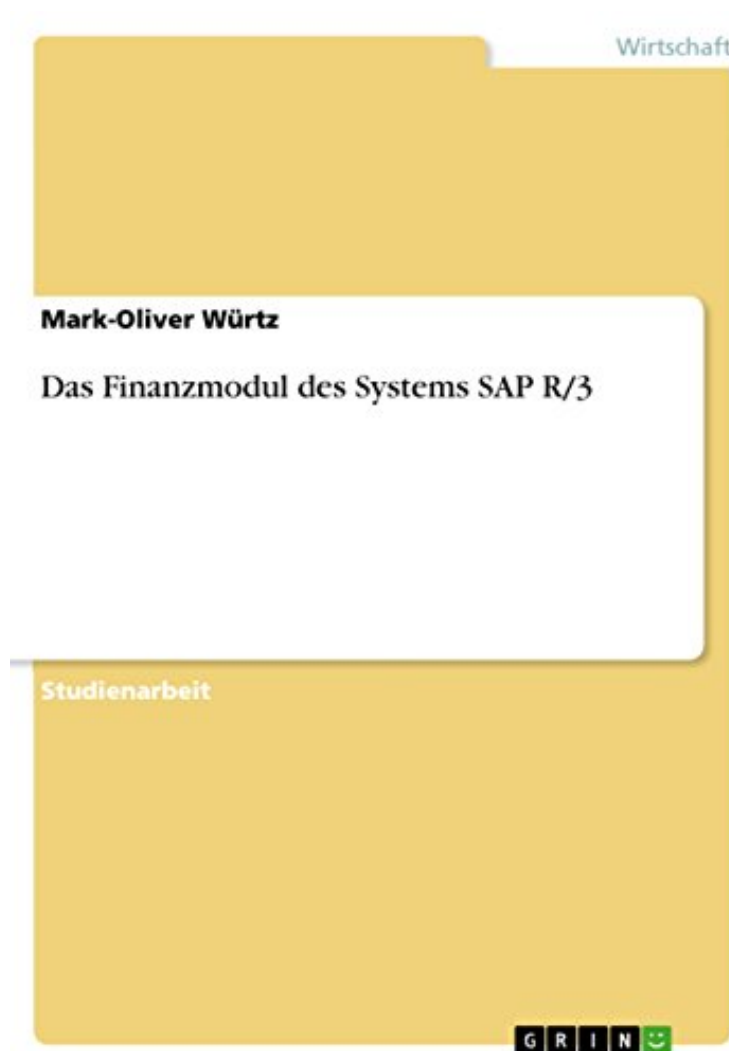 Wirtschaft
Mark-Oliver Würtz
Das Finanzmodul des Systems SAP R/3
Studienarbeit
GRIN